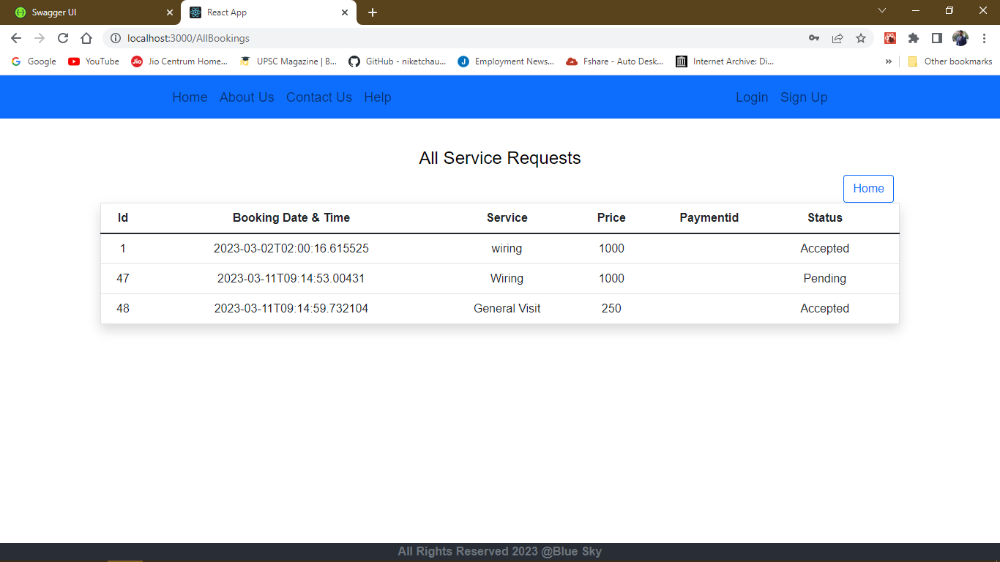 Swagger UI
React App
localhost:3000/AllBookings
Google YouTube Jio Centrum Home... UPSC Magazine | B... GitHub - niketchau... Employment News... Fshare - Auto Desk... Internet Archive: Di... » Other bookmarks
Home About Us Contact Us Help Login Sign Up
All Service Requests
Home
Id Booking Date & Time Service Price Paymentid Status
1 2023-03-02T02:00:16.615525 wiring 1000 Accepted
47 2023-03-11T09:14:53.00431 Wiring 1000 Pending
48 2023-03-11T09:14:59.732104 General Visit 250 Accepted
All Rights Reserved 2023 @Blue Sky